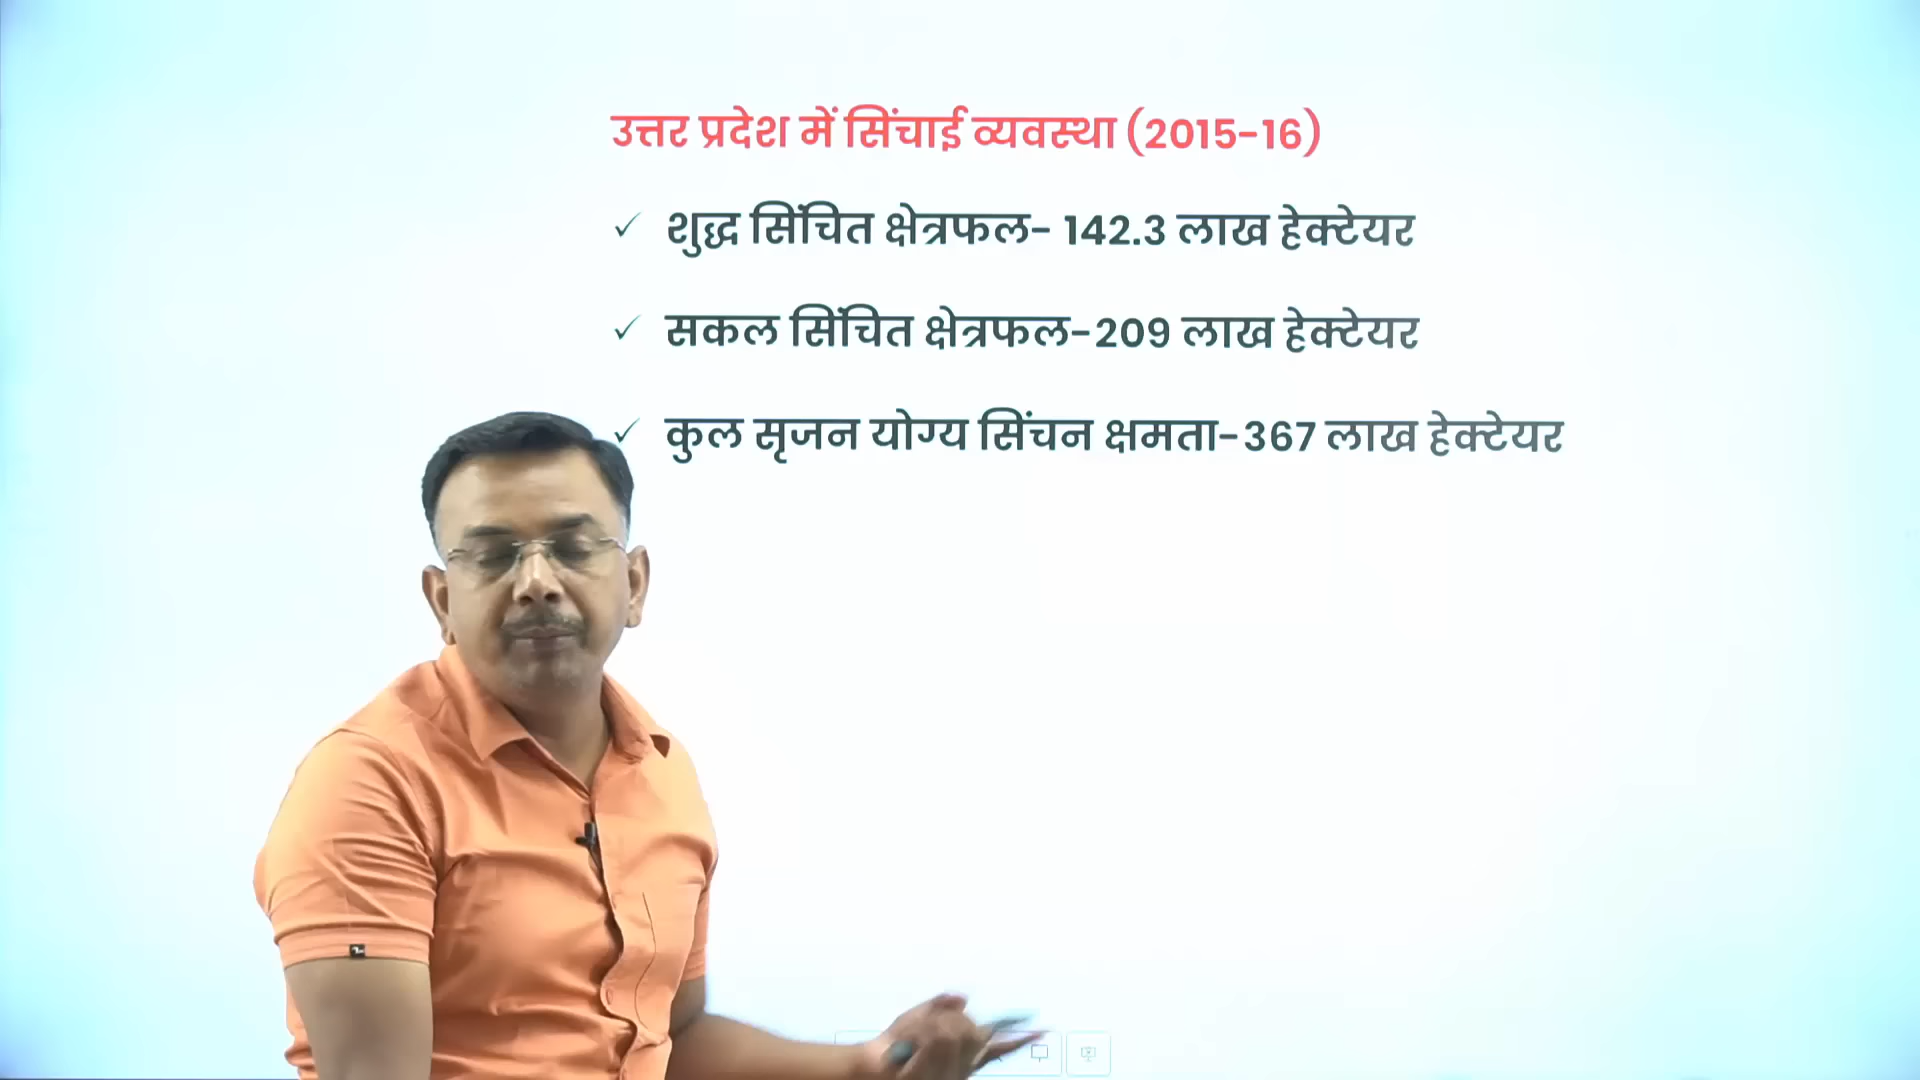 उत्तर प्रदेश में सिंचाई व्यवस्था (2015-16)
✓ शुद्ध सिंचित क्षेत्रफल- 142.3 लाख हेक्टेयर
✓ सकल सिंचित क्षेत्रफल-209 लाख हेक्टेयर
✓ कुल सृजन योग्य सिंचन क्षमता-367 लाख हेक्टेयर